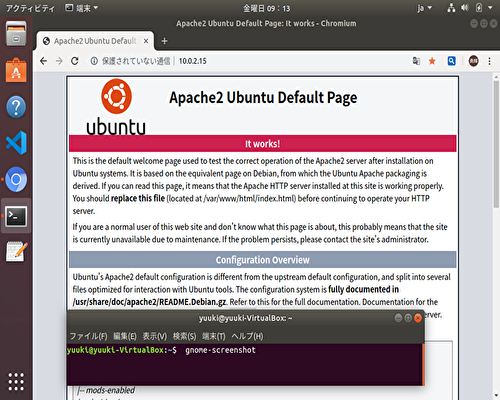 アクティビティ 端末 金曜日 09：13 ja
Apache2 Ubuntu Default Page: It works - Chromium
Apache2 Ubuntu Default
保護されていない通信 10.0.2.15
ubuntu
Apache2 Ubuntu Default Page
It works!
This is the default welcome page used to test the correct operation of the Apache2 server after installation on
Ubuntu systems. It is based on the equivalent page on Debian, from which the Ubuntu Apache packaging is
derived. If you can read this page, it means that the Apache HTTP server installed at this site is working properly.
You should replace this file (located at /var/www/html/index.html) before continuing to operate your HTTP
server.
If you are a normal user of this web site and don't know what this page is about, this probably means that the site
is currently unavailable due to maintenance. If the problem persists, please contact the site's administrator.
Configuration Overview
Ubuntu's Apache2 default configuration is different from the upstream default configuration, and split into several
files optimized for interaction with Ubuntu tools. The configuration system is fully documented in
/usr/share/doc/apache2/README.Debian.gz. Refer to this for the full documentation. Documentation for the
server.
yuuki@yuuki-VirtualBox: ~
ファイル(F) 編集(E) 表示(V) 検索(S) 端末(T) ヘルプ(H)
yuuki@yuuki-VirtualBox:~$ gnome-screenshot
|-- mods-enabled